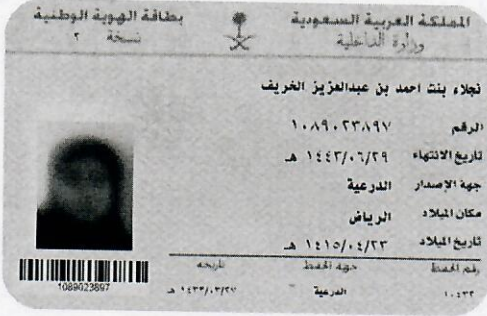 المملكة العربية السعودية
وزارة الداخلية
بطاقة الهوية الوطنية
نسخة ٢
نجلاء بنت احمد بن عبدالعزيز الخريف
الرقم ١٠٨٩٠٢٣٨٩٧
تاريخ الانتهاء ١٤٤٣/٠٦/٢٩ هـ
جهة الإصدار الدرعية
مكان الميلاد الرياض
تاريخ الميلاد ١٤١٥/٠٤/٢٣ هـ
رقم الحفظ جهة الحفظ تاريخه
١٠٤٣٢ الدرعية
1089023897